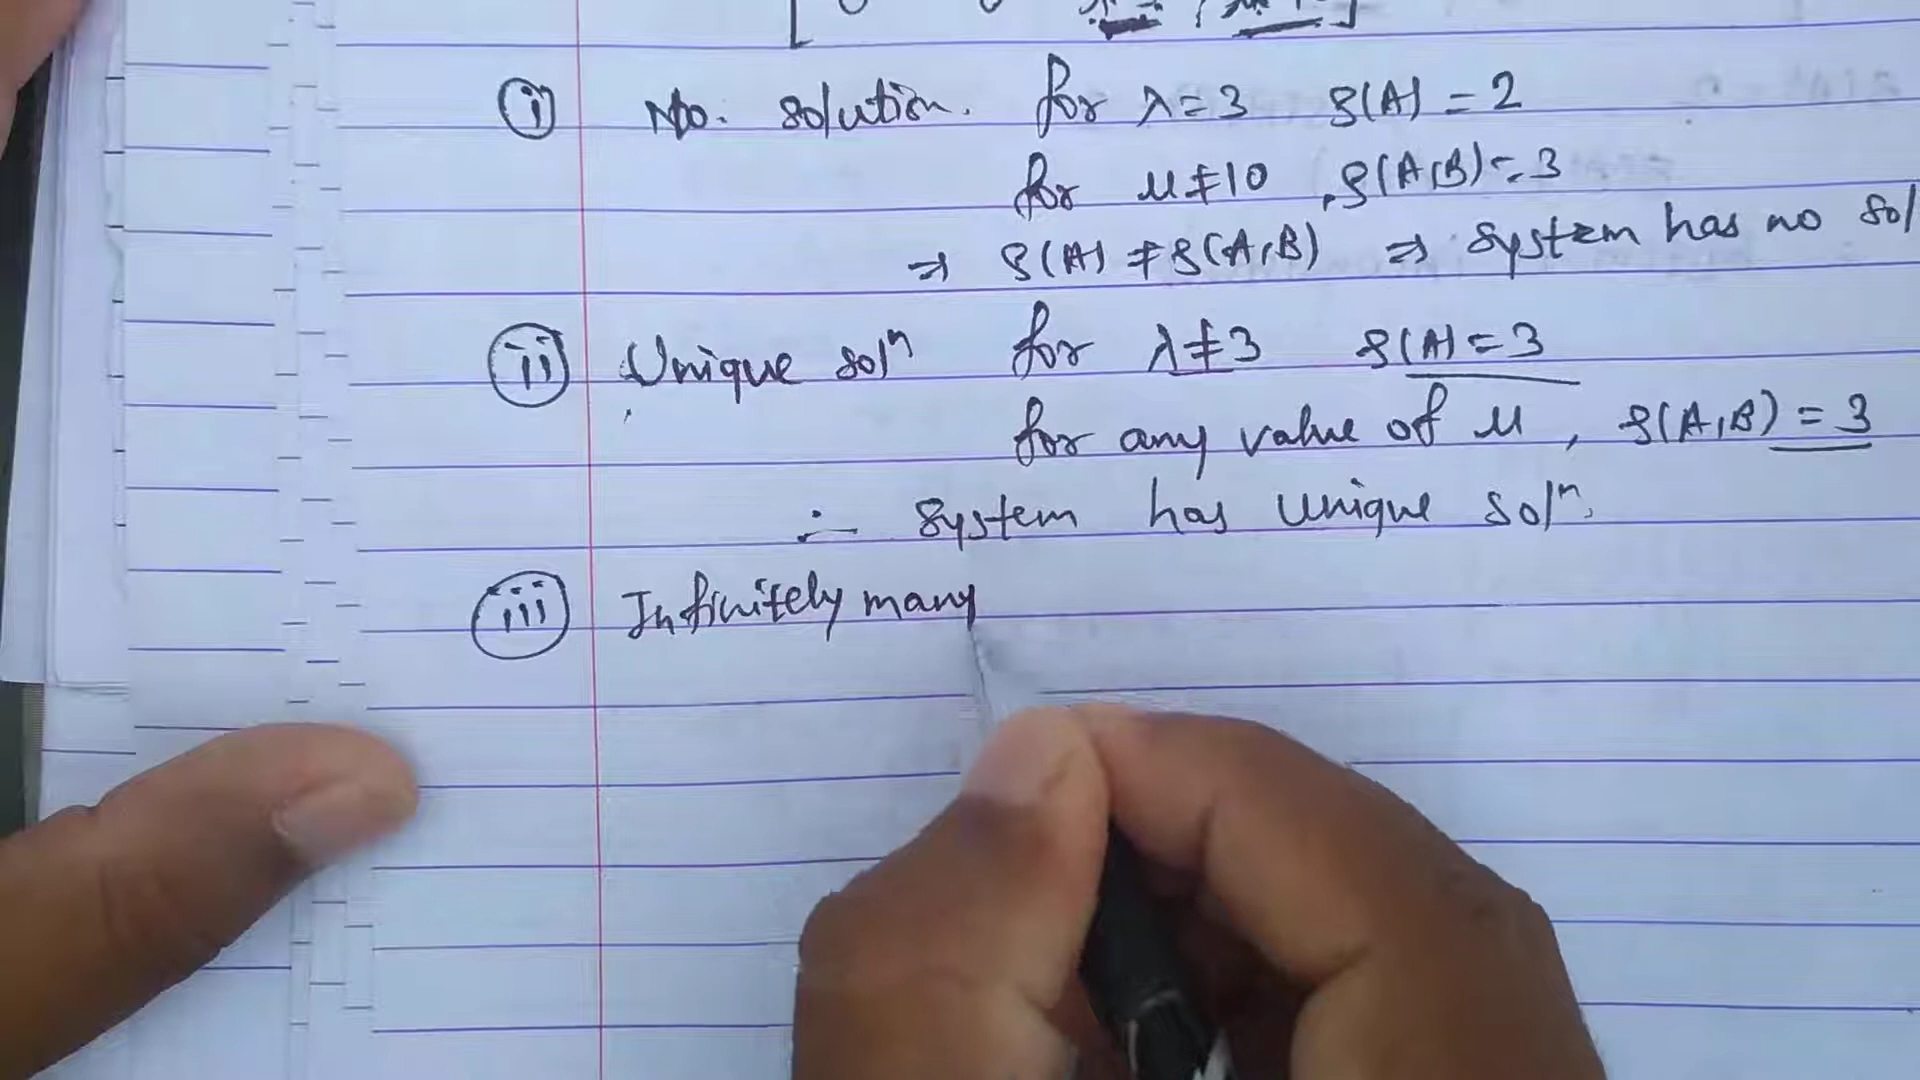 (i) No. solution. for λ=3 ρ(A) = 2
for μ≠10, ρ(A,B) = 3
⇒ ρ(A) ≠ ρ(A,B) ⇒ System has no sol
(ii) Unique solⁿ for λ≠3 ρ(A) = 3
for any value of μ, ρ(A,B) = 3
∴ System has unique solⁿ.
(iii) Infinitely many